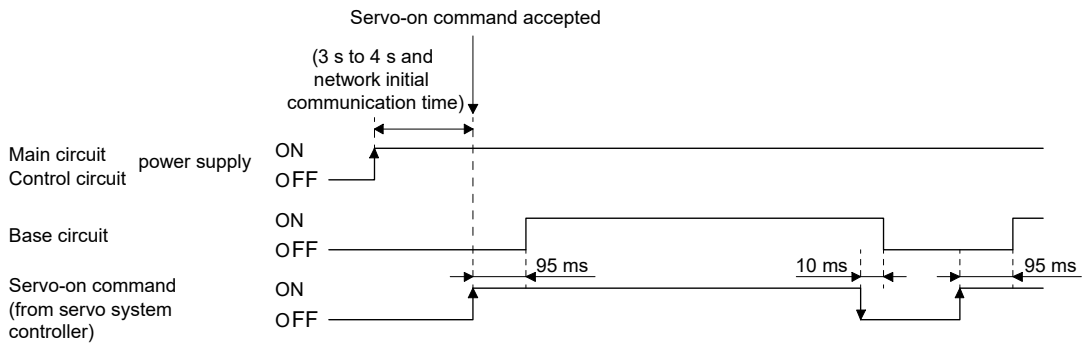 Servo-on command accepted
(3 s to 4 s and
network initial
communication time)
Main circuit
Control circuit
power supply
ON
OFF
Base circuit
ON
OFF
95 ms
10 ms
95 ms
Servo-on command
(from servo system
controller)
ON
OFF